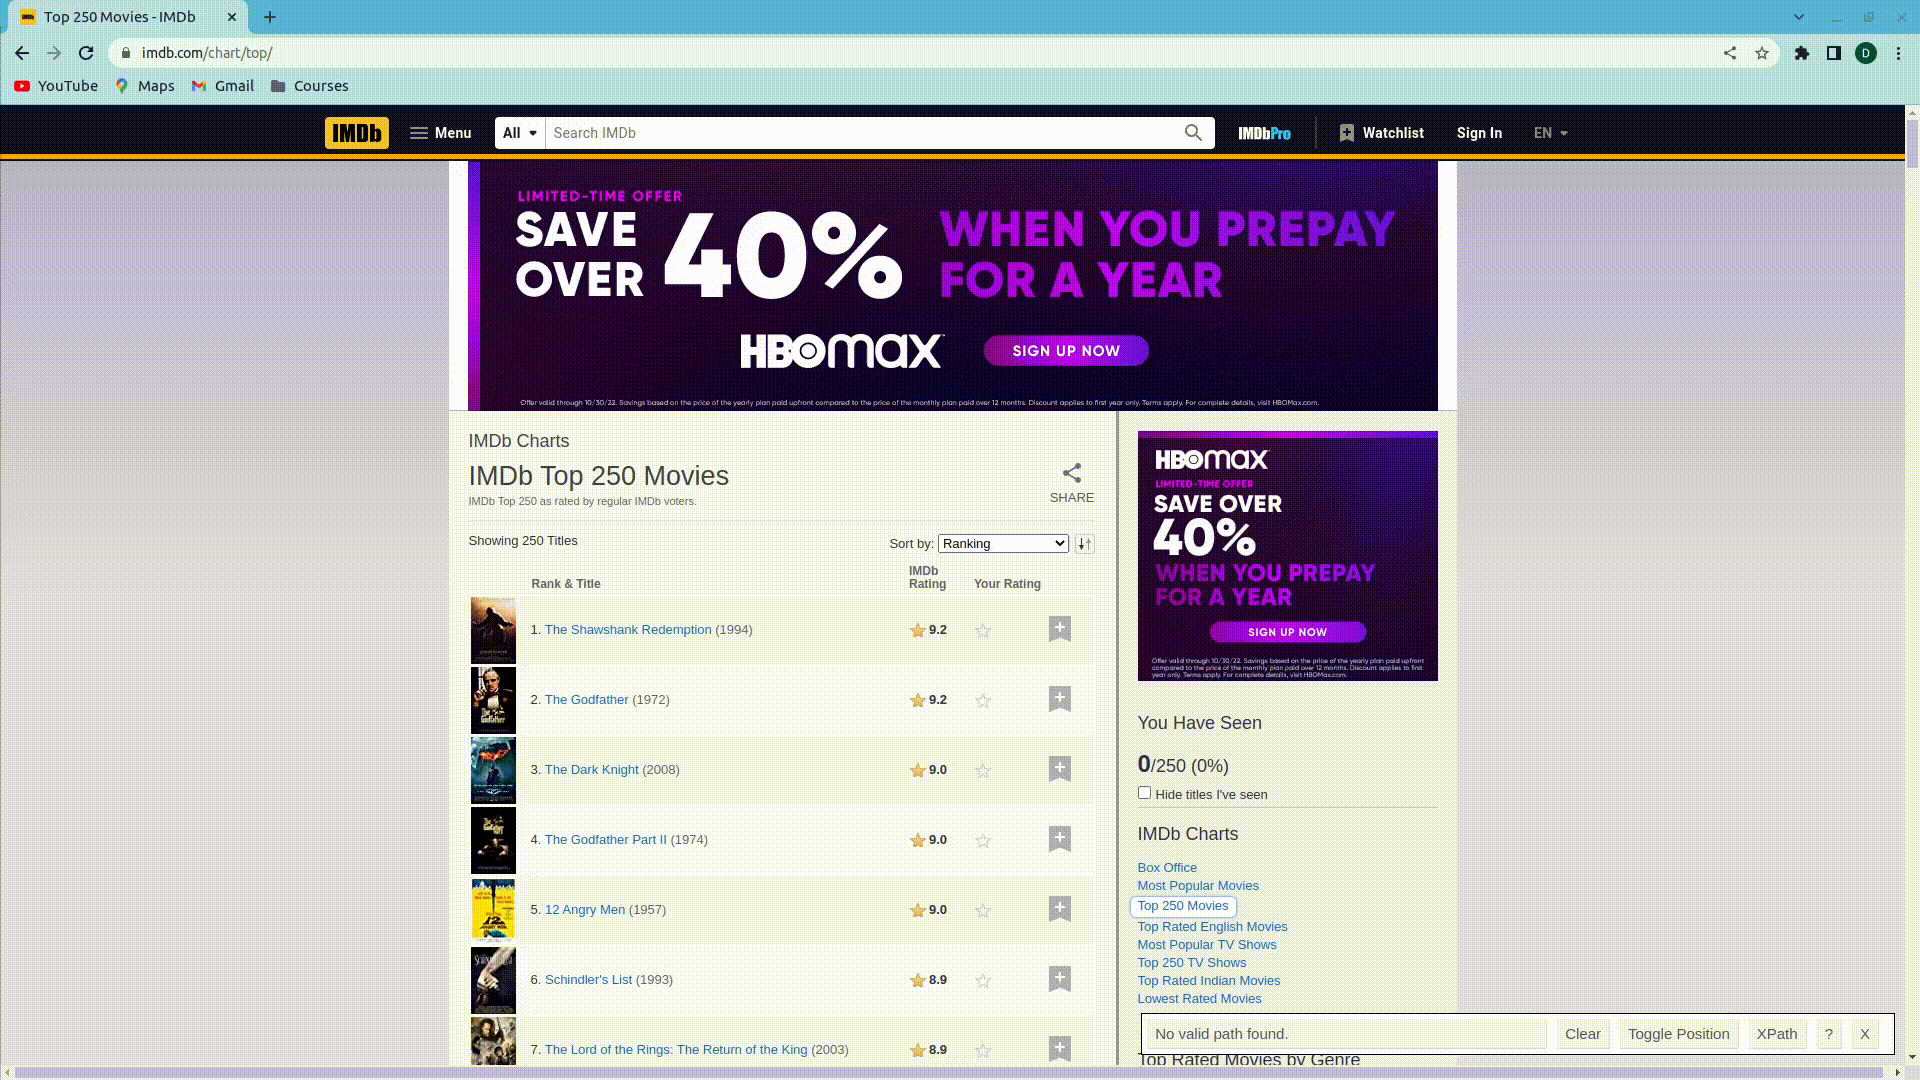 Top 250 Movies - IMDb
imdb.com/chart/top/
D
YouTube Maps Gmail Courses
IMDb Menu All Search IMDb IMDbPro Watchlist Sign In EN
LIMITED-TIME OFFER
SAVE OVER 40% WHEN YOU PREPAY FOR A YEAR
HBOmax SIGN UP NOW
Offer valid through 10/30/22. Savings based on the price of the yearly plan paid upfront compared to the price of the monthly plan paid over 12 months. Discount applies to first year only. Terms apply. For complete details, visit HBOMax.com.
IMDb Charts
IMDb Top 250 Movies
IMDb Top 250 as rated by regular IMDb voters.
SHARE
Showing 250 Titles
Sort by: Ranking
Rank & Title IMDb Rating Your Rating
1. The Shawshank Redemption (1994) 9.2
2. The Godfather (1972) 9.2
3. The Dark Knight (2008) 9.0
4. The Godfather Part II (1974) 9.0
5. 12 Angry Men (1957) 9.0
6. Schindler's List (1993) 8.9
7. The Lord of the Rings: The Return of the King (2003) 8.9
HBOmax
LIMITED-TIME OFFER
SAVE OVER
40%
WHEN YOU PREPAY
FOR A YEAR
SIGN UP NOW
Offer valid through 10/30/22. Savings based on the price of the yearly plan paid upfront
compared to the price of the monthly plan paid over 12 months. Discount applies to first
year only. Terms apply. For complete details, visit HBOMax.com.
You Have Seen
0/250 (0%)
Hide titles I've seen
IMDb Charts
Box Office
Most Popular Movies
Top 250 Movies
Top Rated English Movies
Most Popular TV Shows
Top 250 TV Shows
Top Rated Indian Movies
Lowest Rated Movies
Top Rated Movies by Genre
No valid path found. Clear Toggle Position XPath ? X